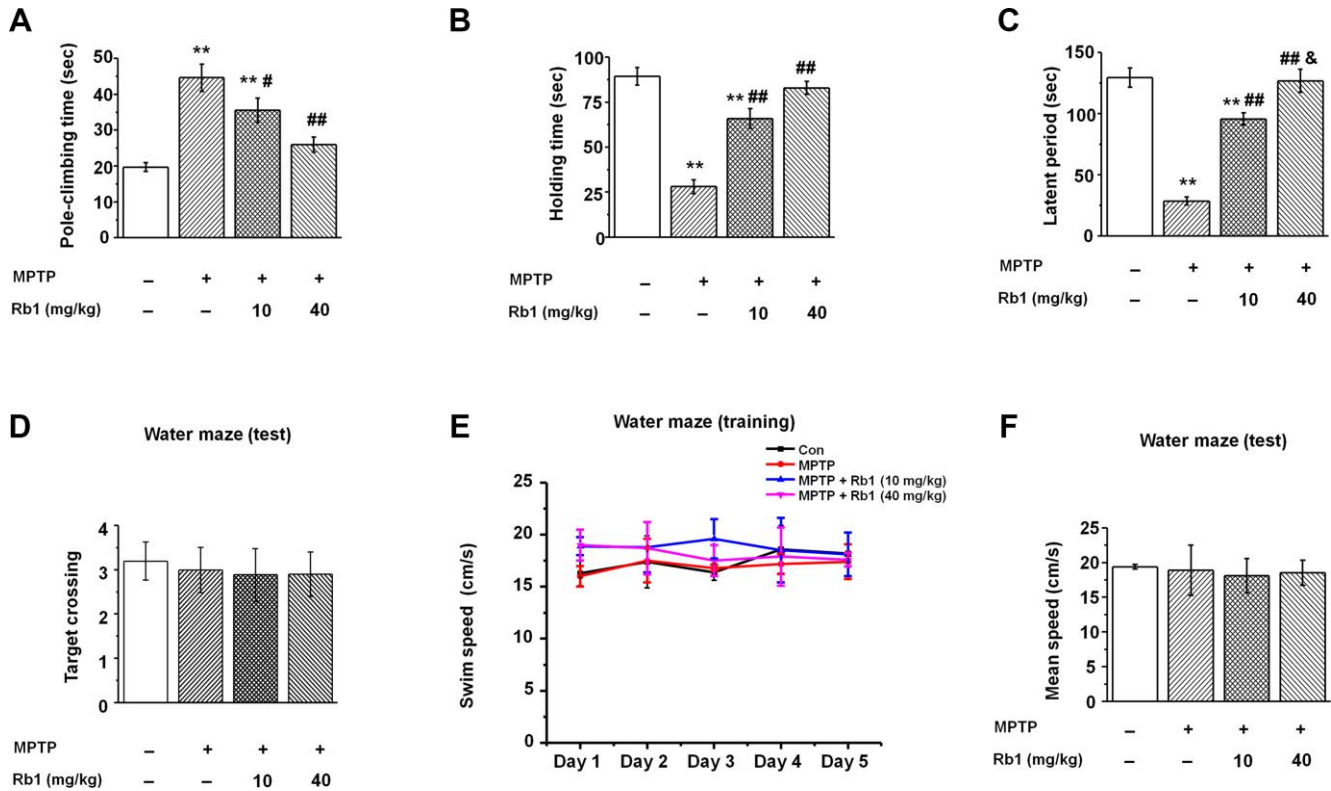 A
Pole-climbing time (sec)
50
40
30
20
10
0
**
** #
##
MPTP – + + +
Rb1 (mg/kg) – – 10 40
B
Holding time (sec)
100
75
50
25
0
**
** ##
##
MPTP – + + +
Rb1 (mg/kg) – – 10 40
C
Latent period (sec)
150
100
50
0
**
** ##
## &
MPTP – + + +
Rb1 (mg/kg) – – 10 40
D
Water maze (test)
Target crossing
4
3
2
1
0
MPTP – + + +
Rb1 (mg/kg) – – 10 40
E
Water maze (training)
Con
MPTP
MPTP + Rb1 (10 mg/kg)
MPTP + Rb1 (40 mg/kg)
Swim speed (cm/s)
25
20
15
10
5
0
Day 1 Day 2 Day 3 Day 4 Day 5
F
Water maze (test)
Mean speed (cm/s)
25
20
15
10
5
0
MPTP – + + +
Rb1 (mg/kg) – – 10 40